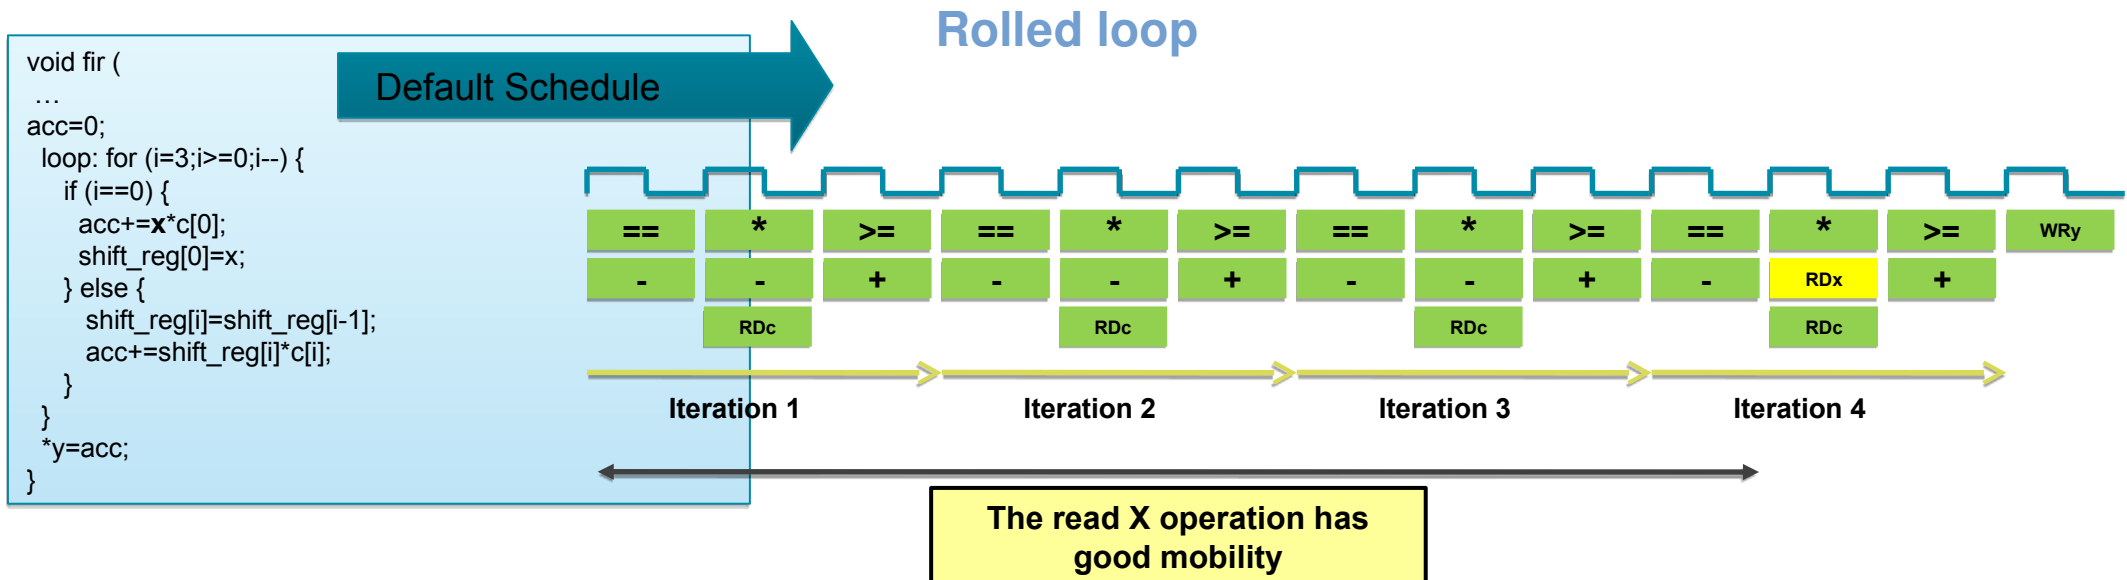 Rolled loop
Default Schedule
void fir (
…
acc=0;
loop: for (i=3;i>=0;i--) {
if (i==0) {
acc+=x*c[0];
shift_reg[0]=x;
} else {
shift_reg[i]=shift_reg[i-1];
acc+=shift_reg[i]*c[i];
}
}
*y=acc;
}
== * >= == * >= == * >= == * >= WRy
- - + - - + - - + - RDx +
RDc RDc RDc RDc
Iteration 1 Iteration 2 Iteration 3 Iteration 4
The read X operation has
good mobility